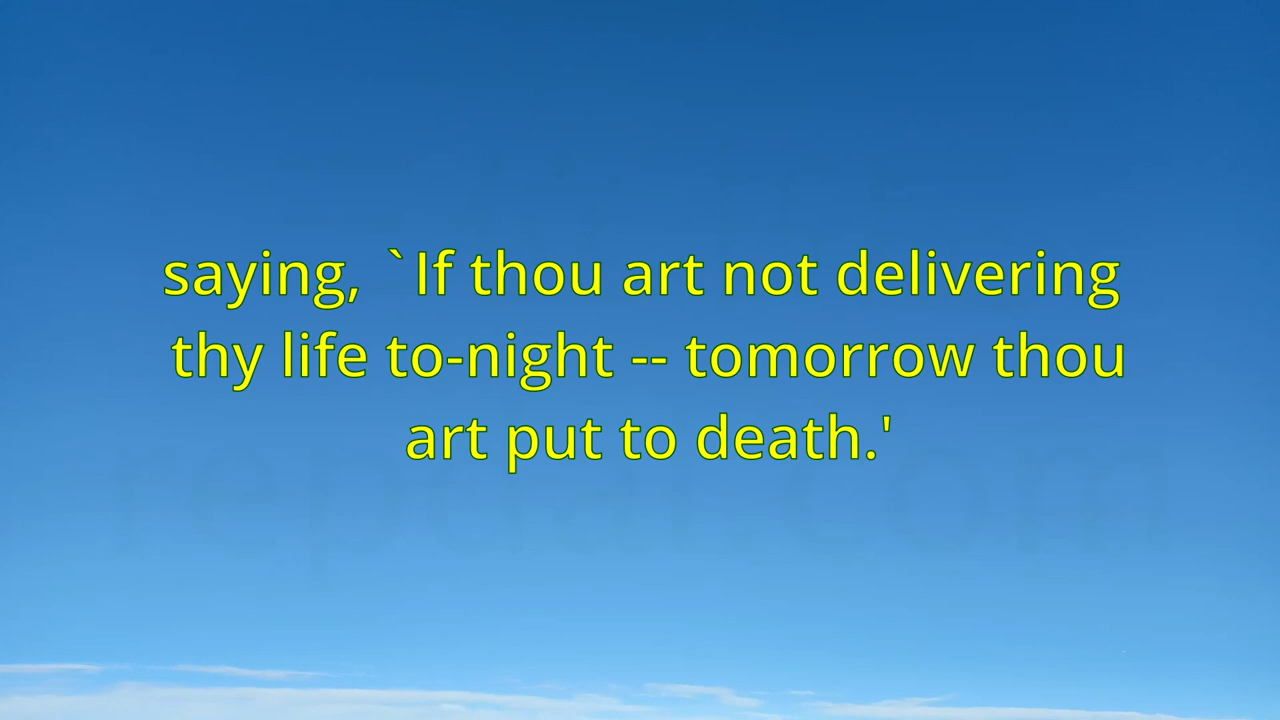 saying, `If thou art not delivering
thy life to-night -- tomorrow thou
art put to death.'